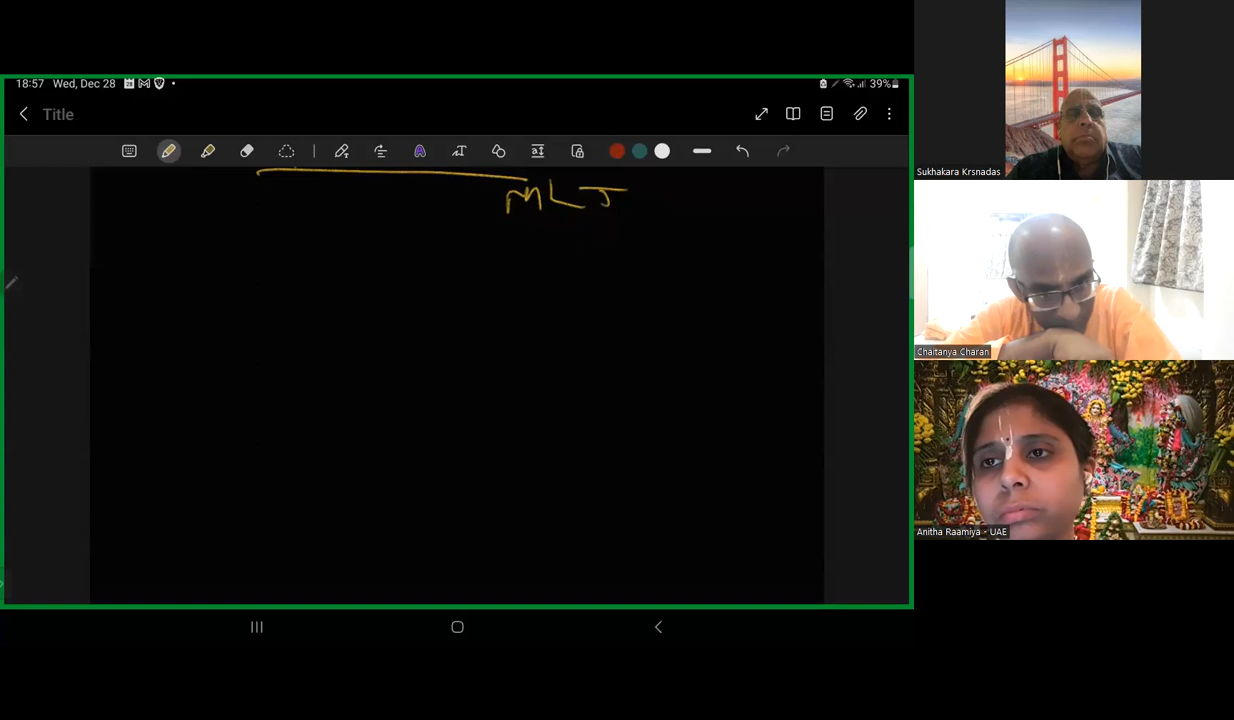 18:57 Wed, Dec 28
39%
Title
MLJ
Sukhakara Krsnadas
Chaitanya Charan
Anitha Raamiya - UAE